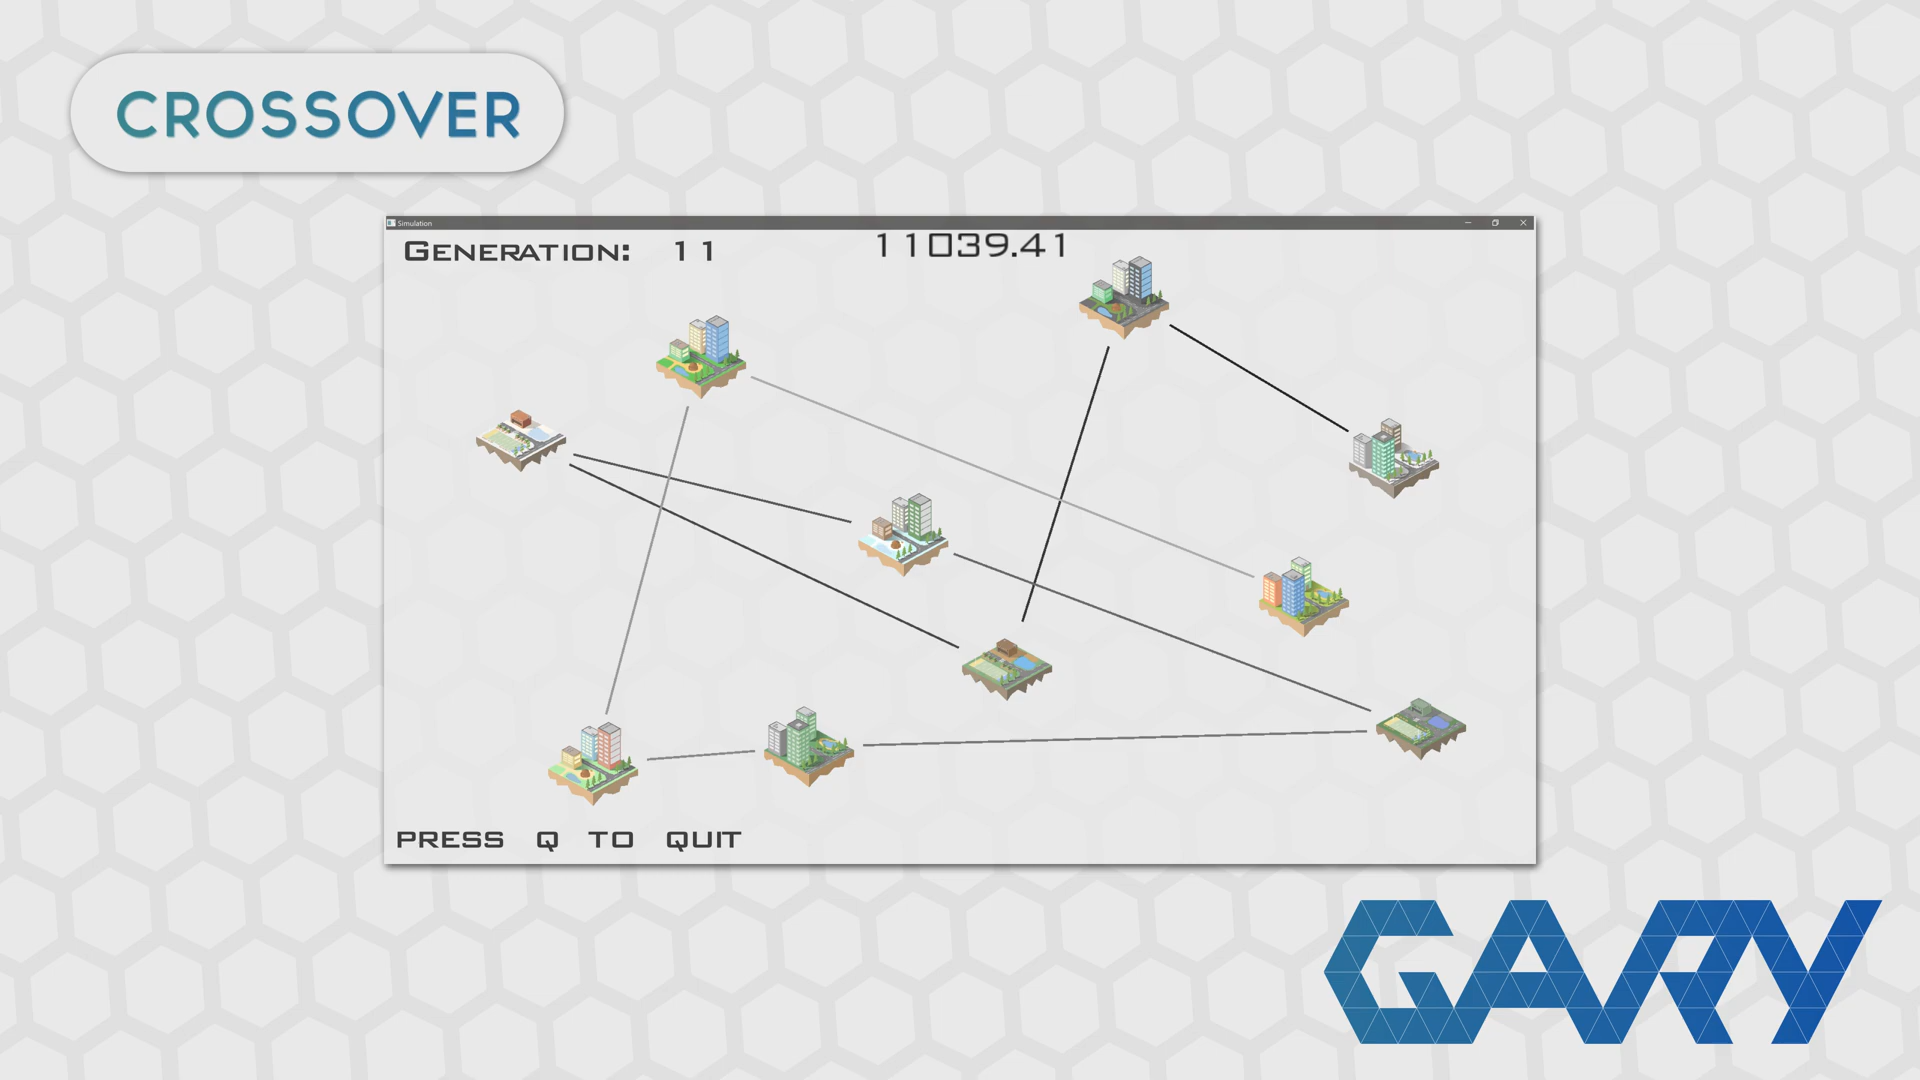 CROSSOVER
Simulation
GENERATION: 11
11039.41
PRESS Q TO QUIT
GARY